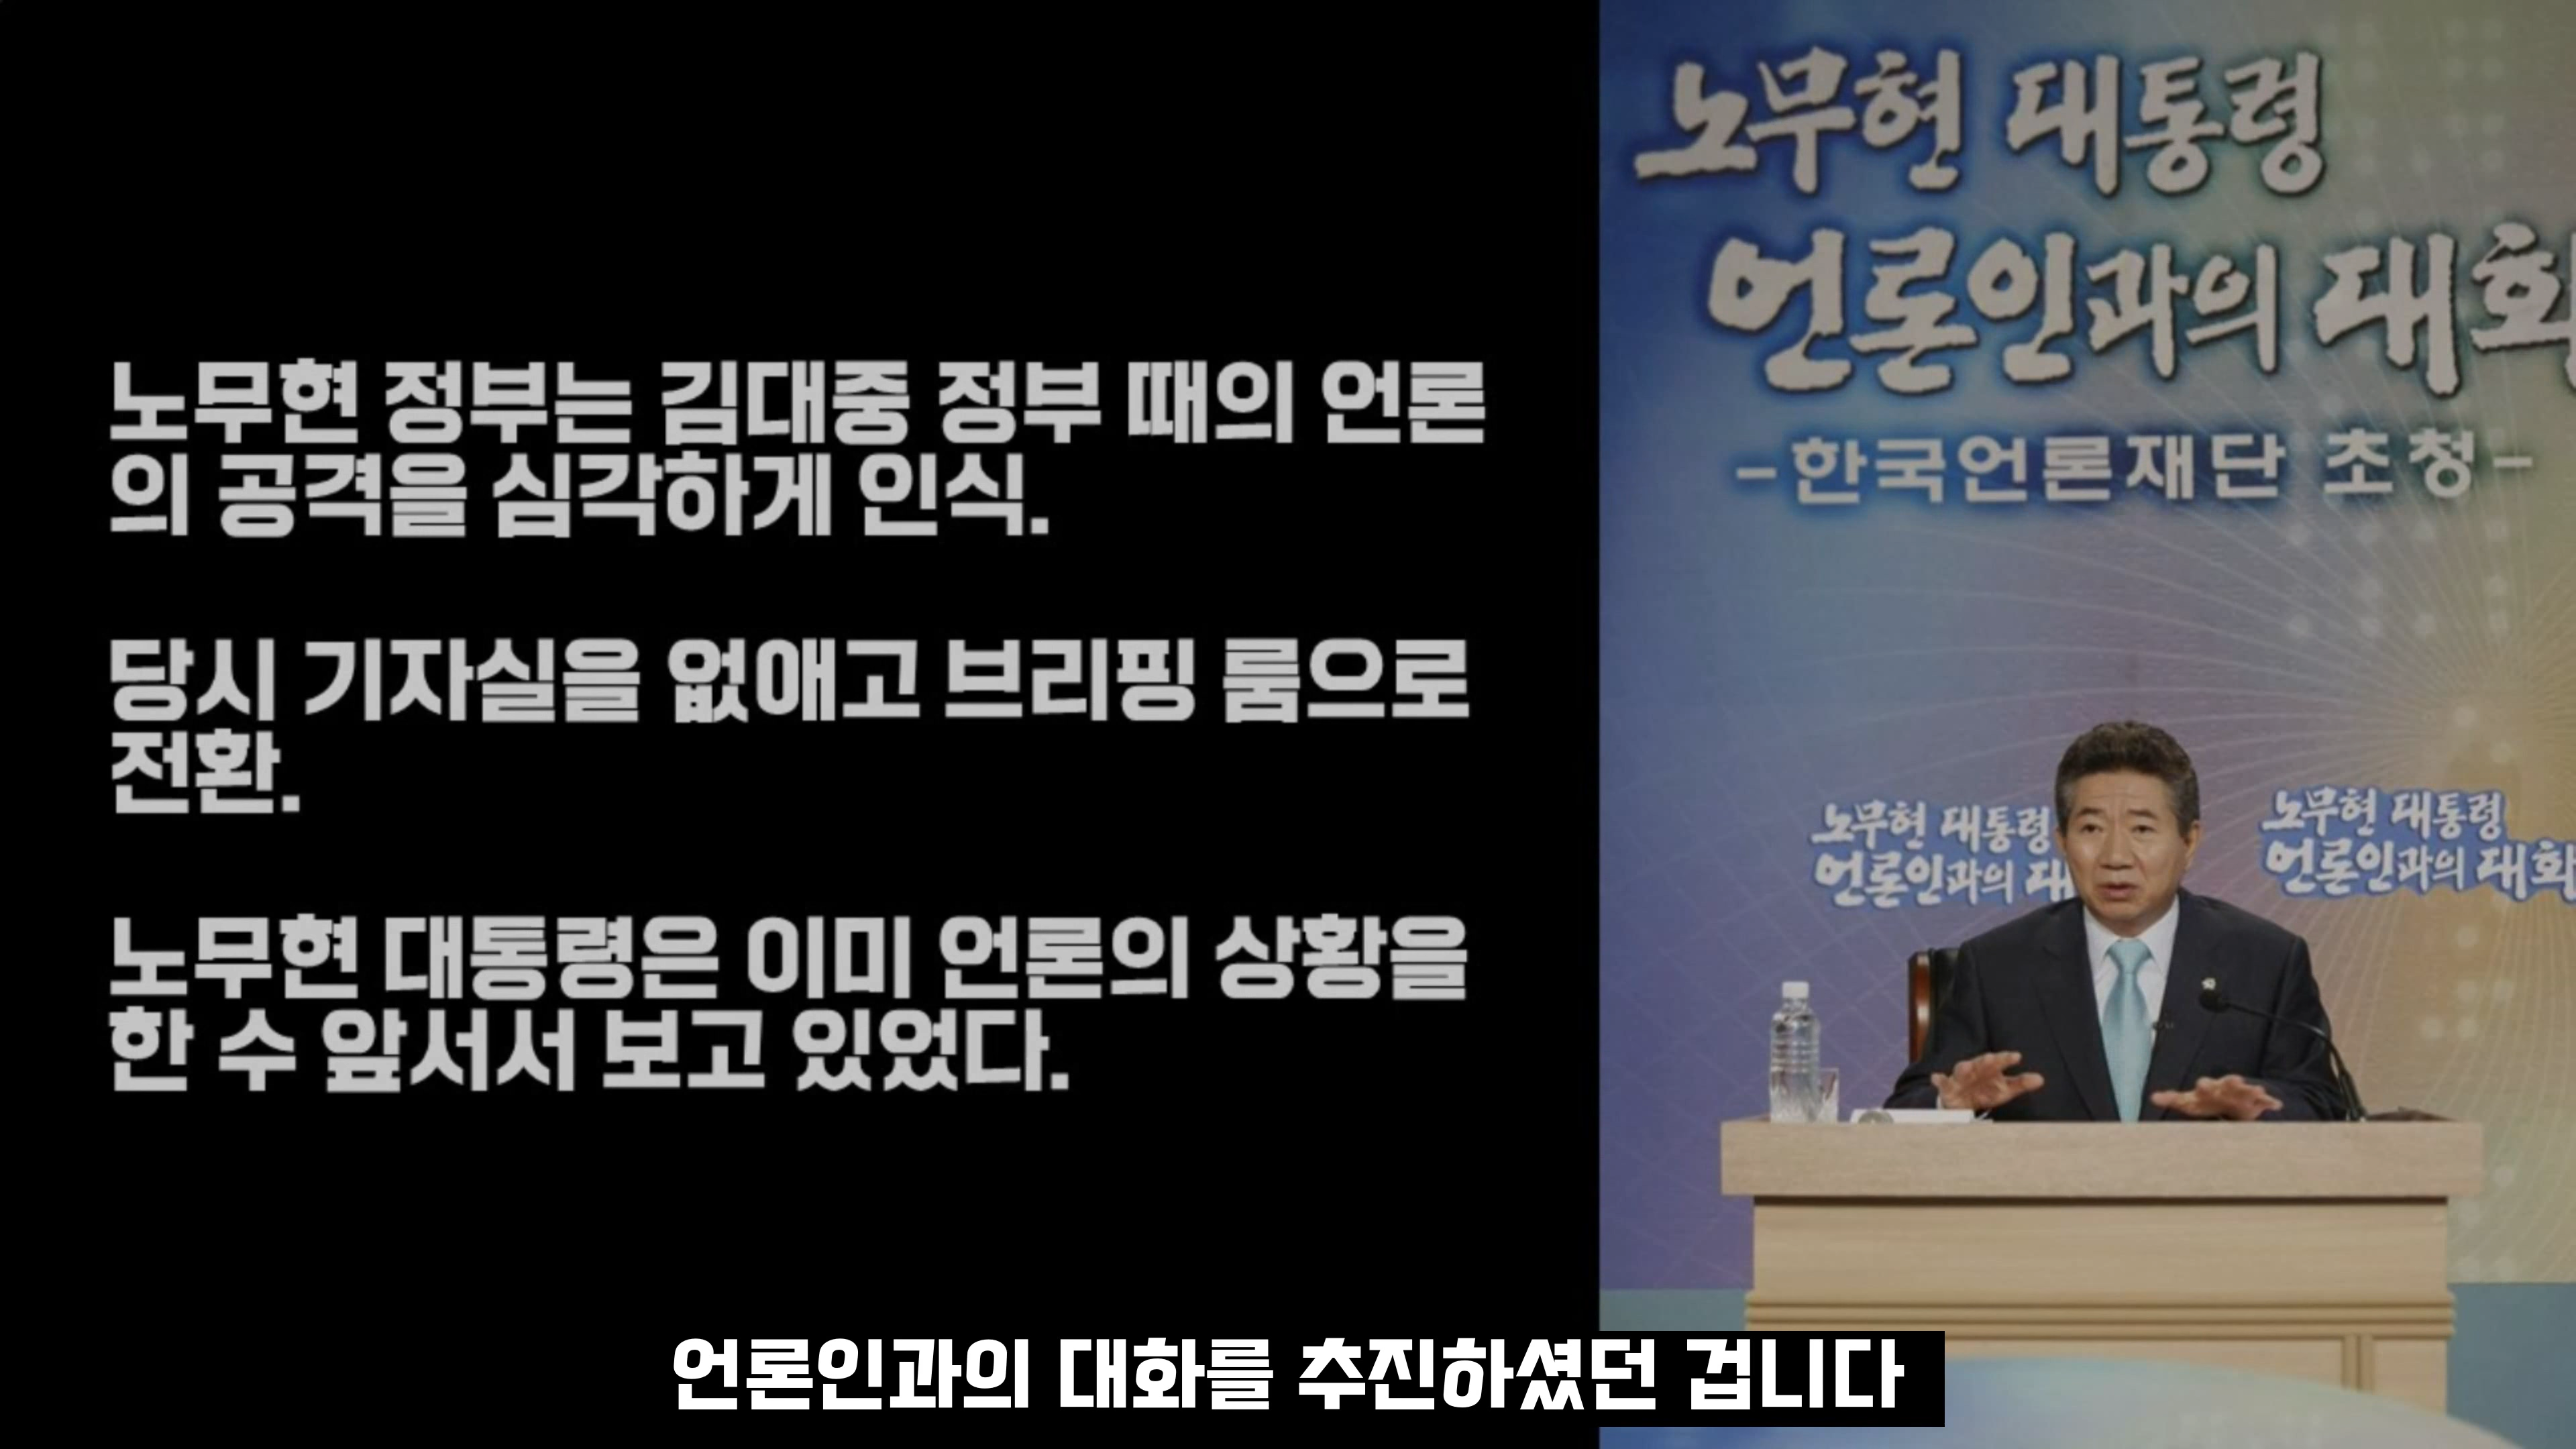 노무현 정부는 김대중 정부 때의 언론
의 공격을 심각하게 인식.
당시 기자실을 없애고 브리핑 룸으로
전환.
노무현 대통령은 이미 언론의 상황을
한 수 앞서서 보고 있었다.
노무현 대통령
언론인과의 대화
-한국언론재단 초청-
노무현 대통령
언론인과의 대
노무현 대통령
언론인과의 대화
언론인과의 대화를 추진하셨던 겁니다